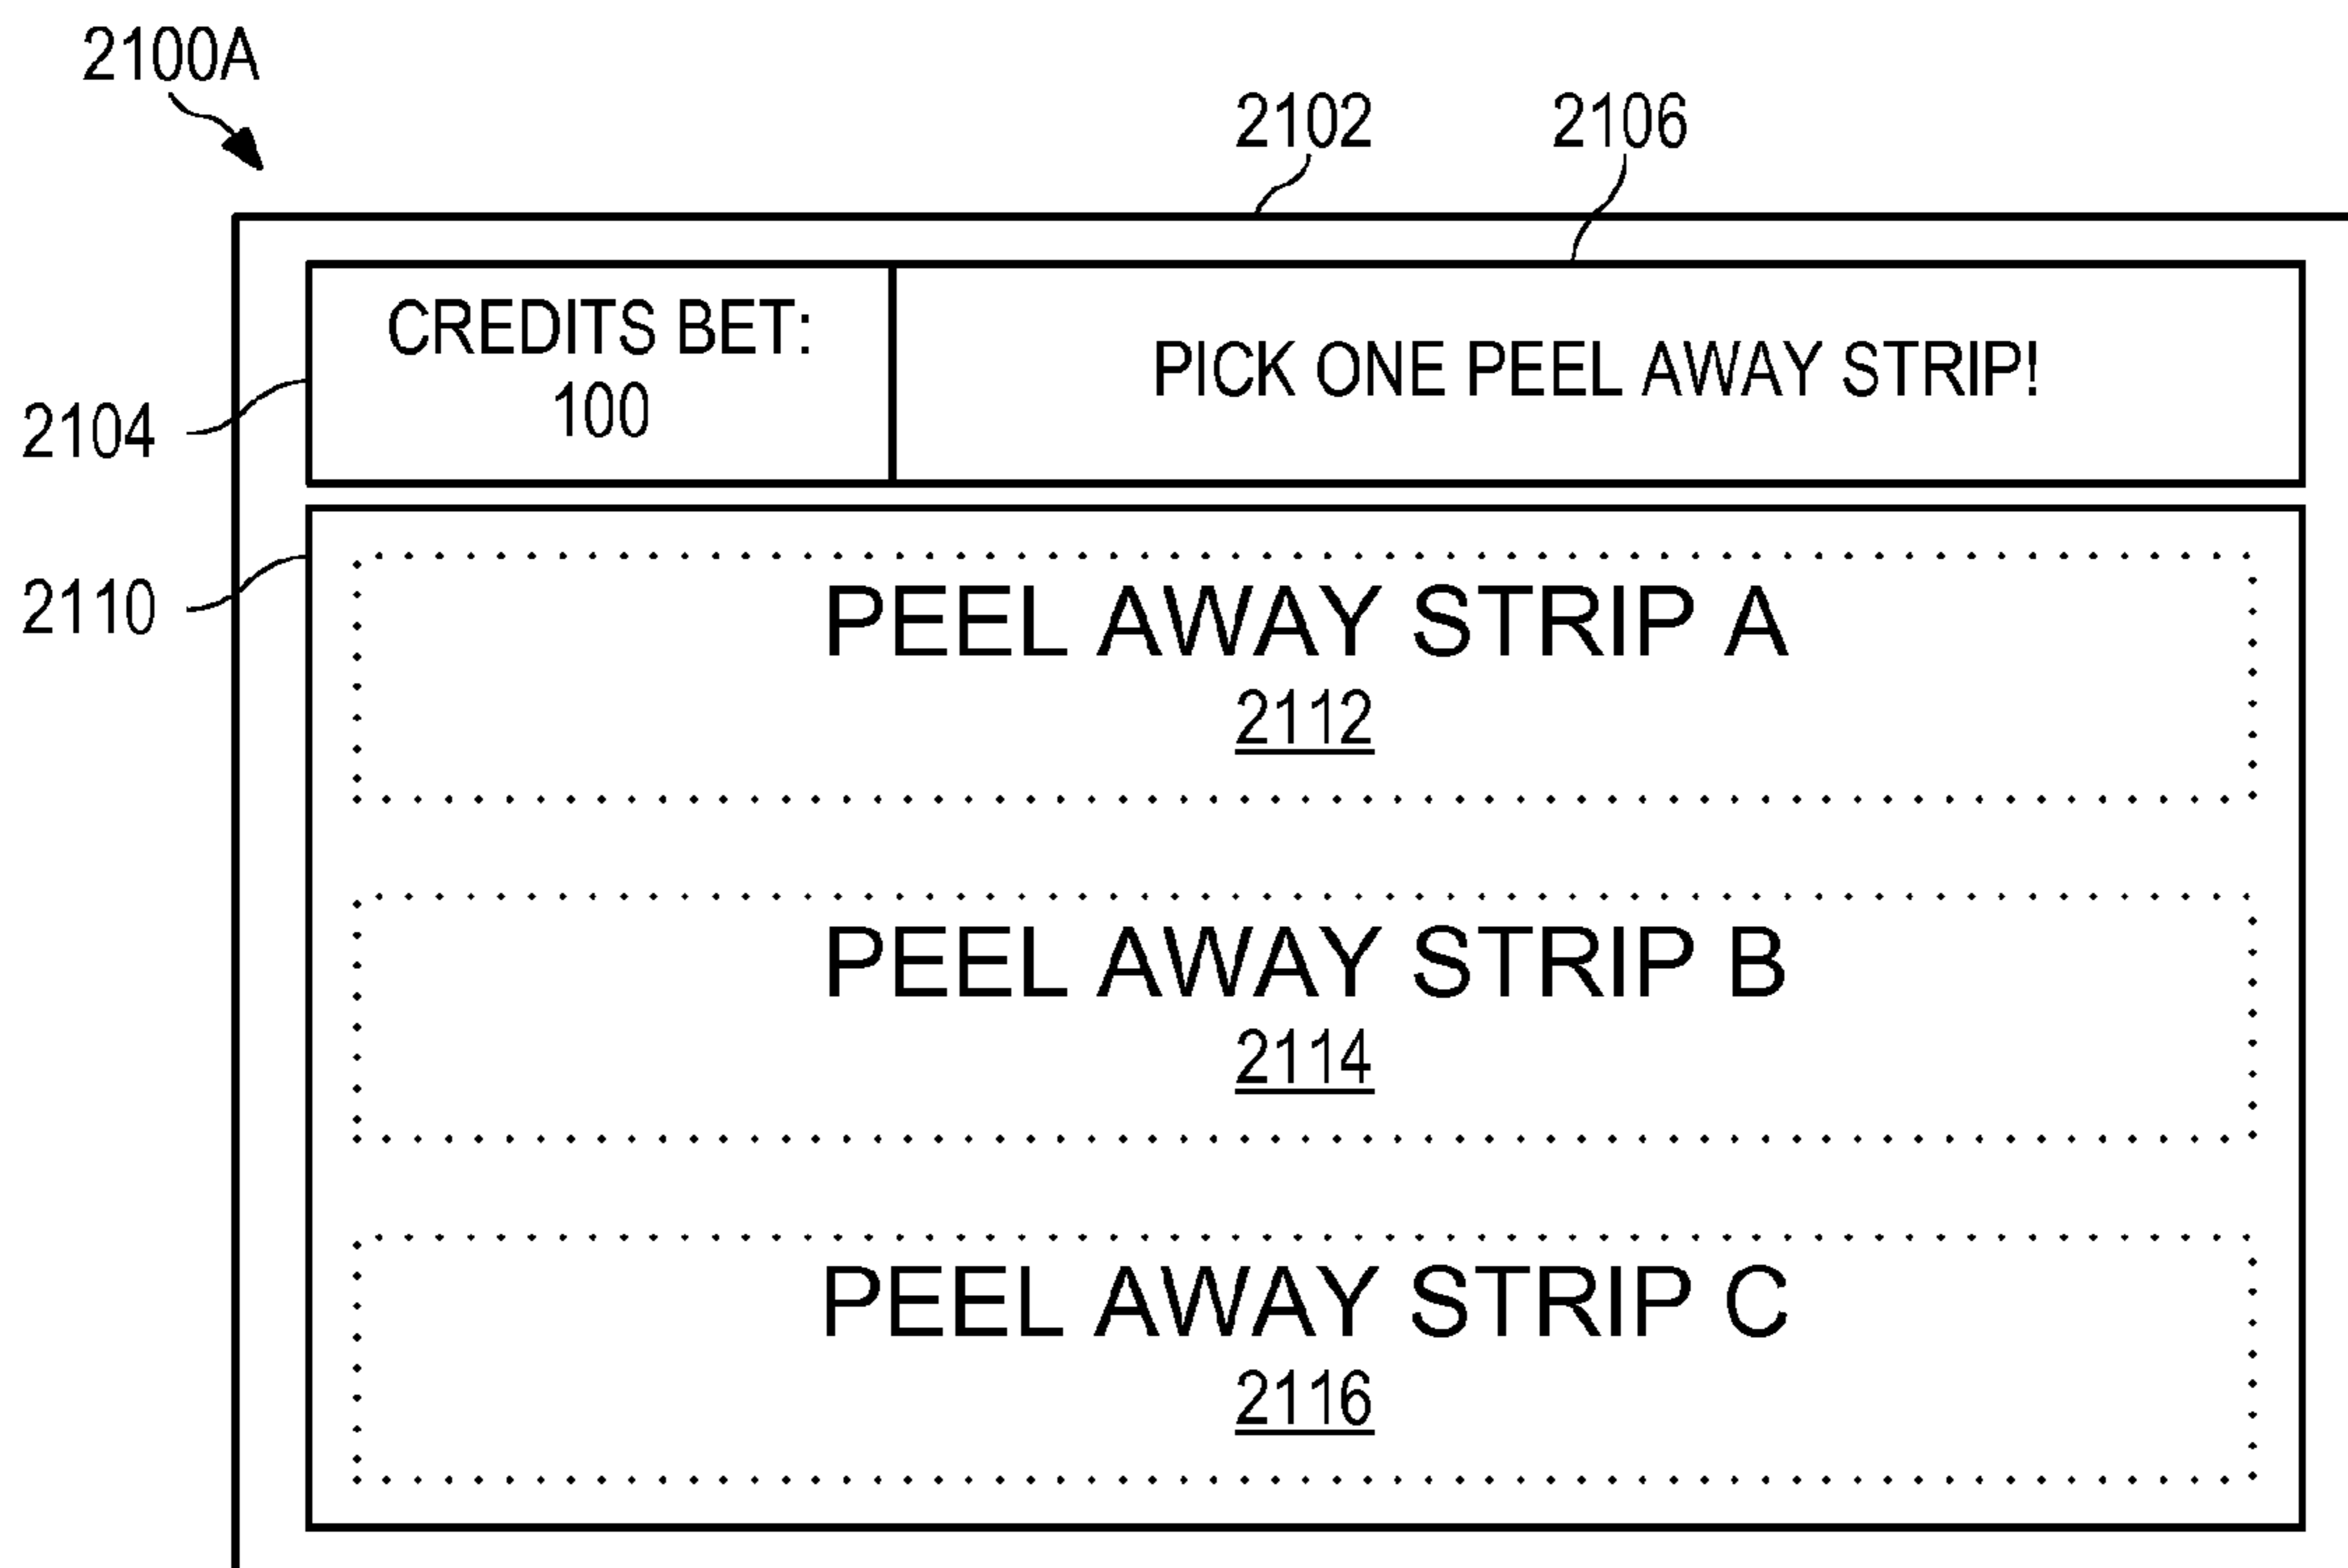 2100A
2102
2106
CREDITS BET:
100
PICK ONE PEEL AWAY STRIP!
2104
2110
PEEL AWAY STRIP A
2112
PEEL AWAY STRIP B
2114
PEEL AWAY STRIP C
2116